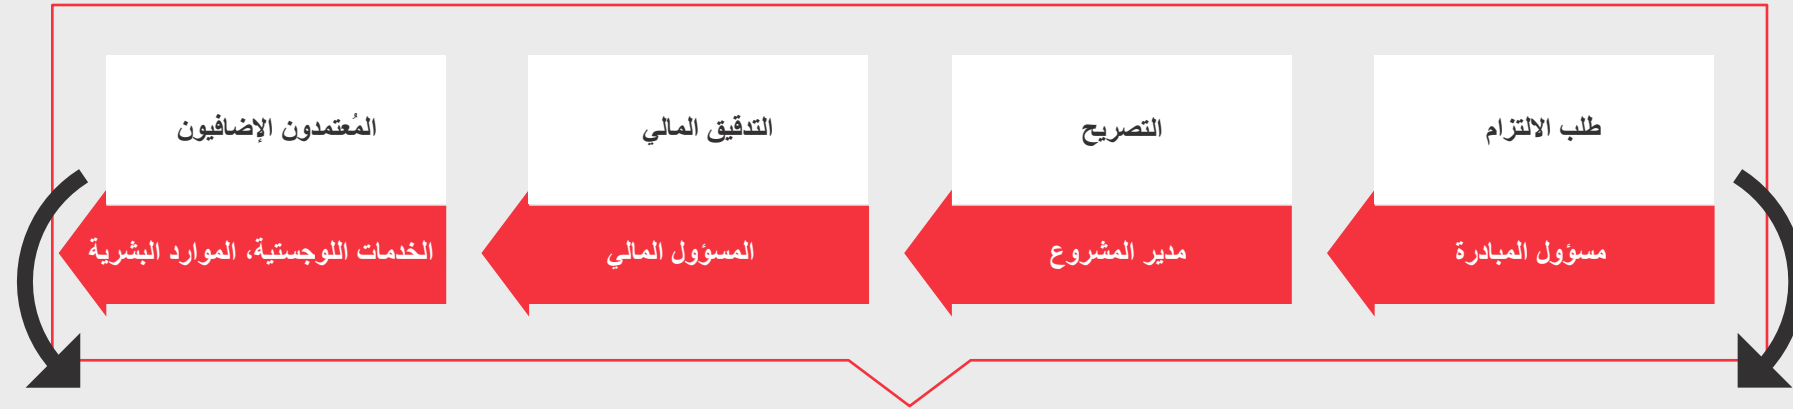 طلب الالتزام
مسؤول المبادرة
التصريح
مدير المشروع
التدقيق المالي
المسؤول المالي
المُعتمدون الإضافيون
الخدمات اللوجستية، الموارد البشرية